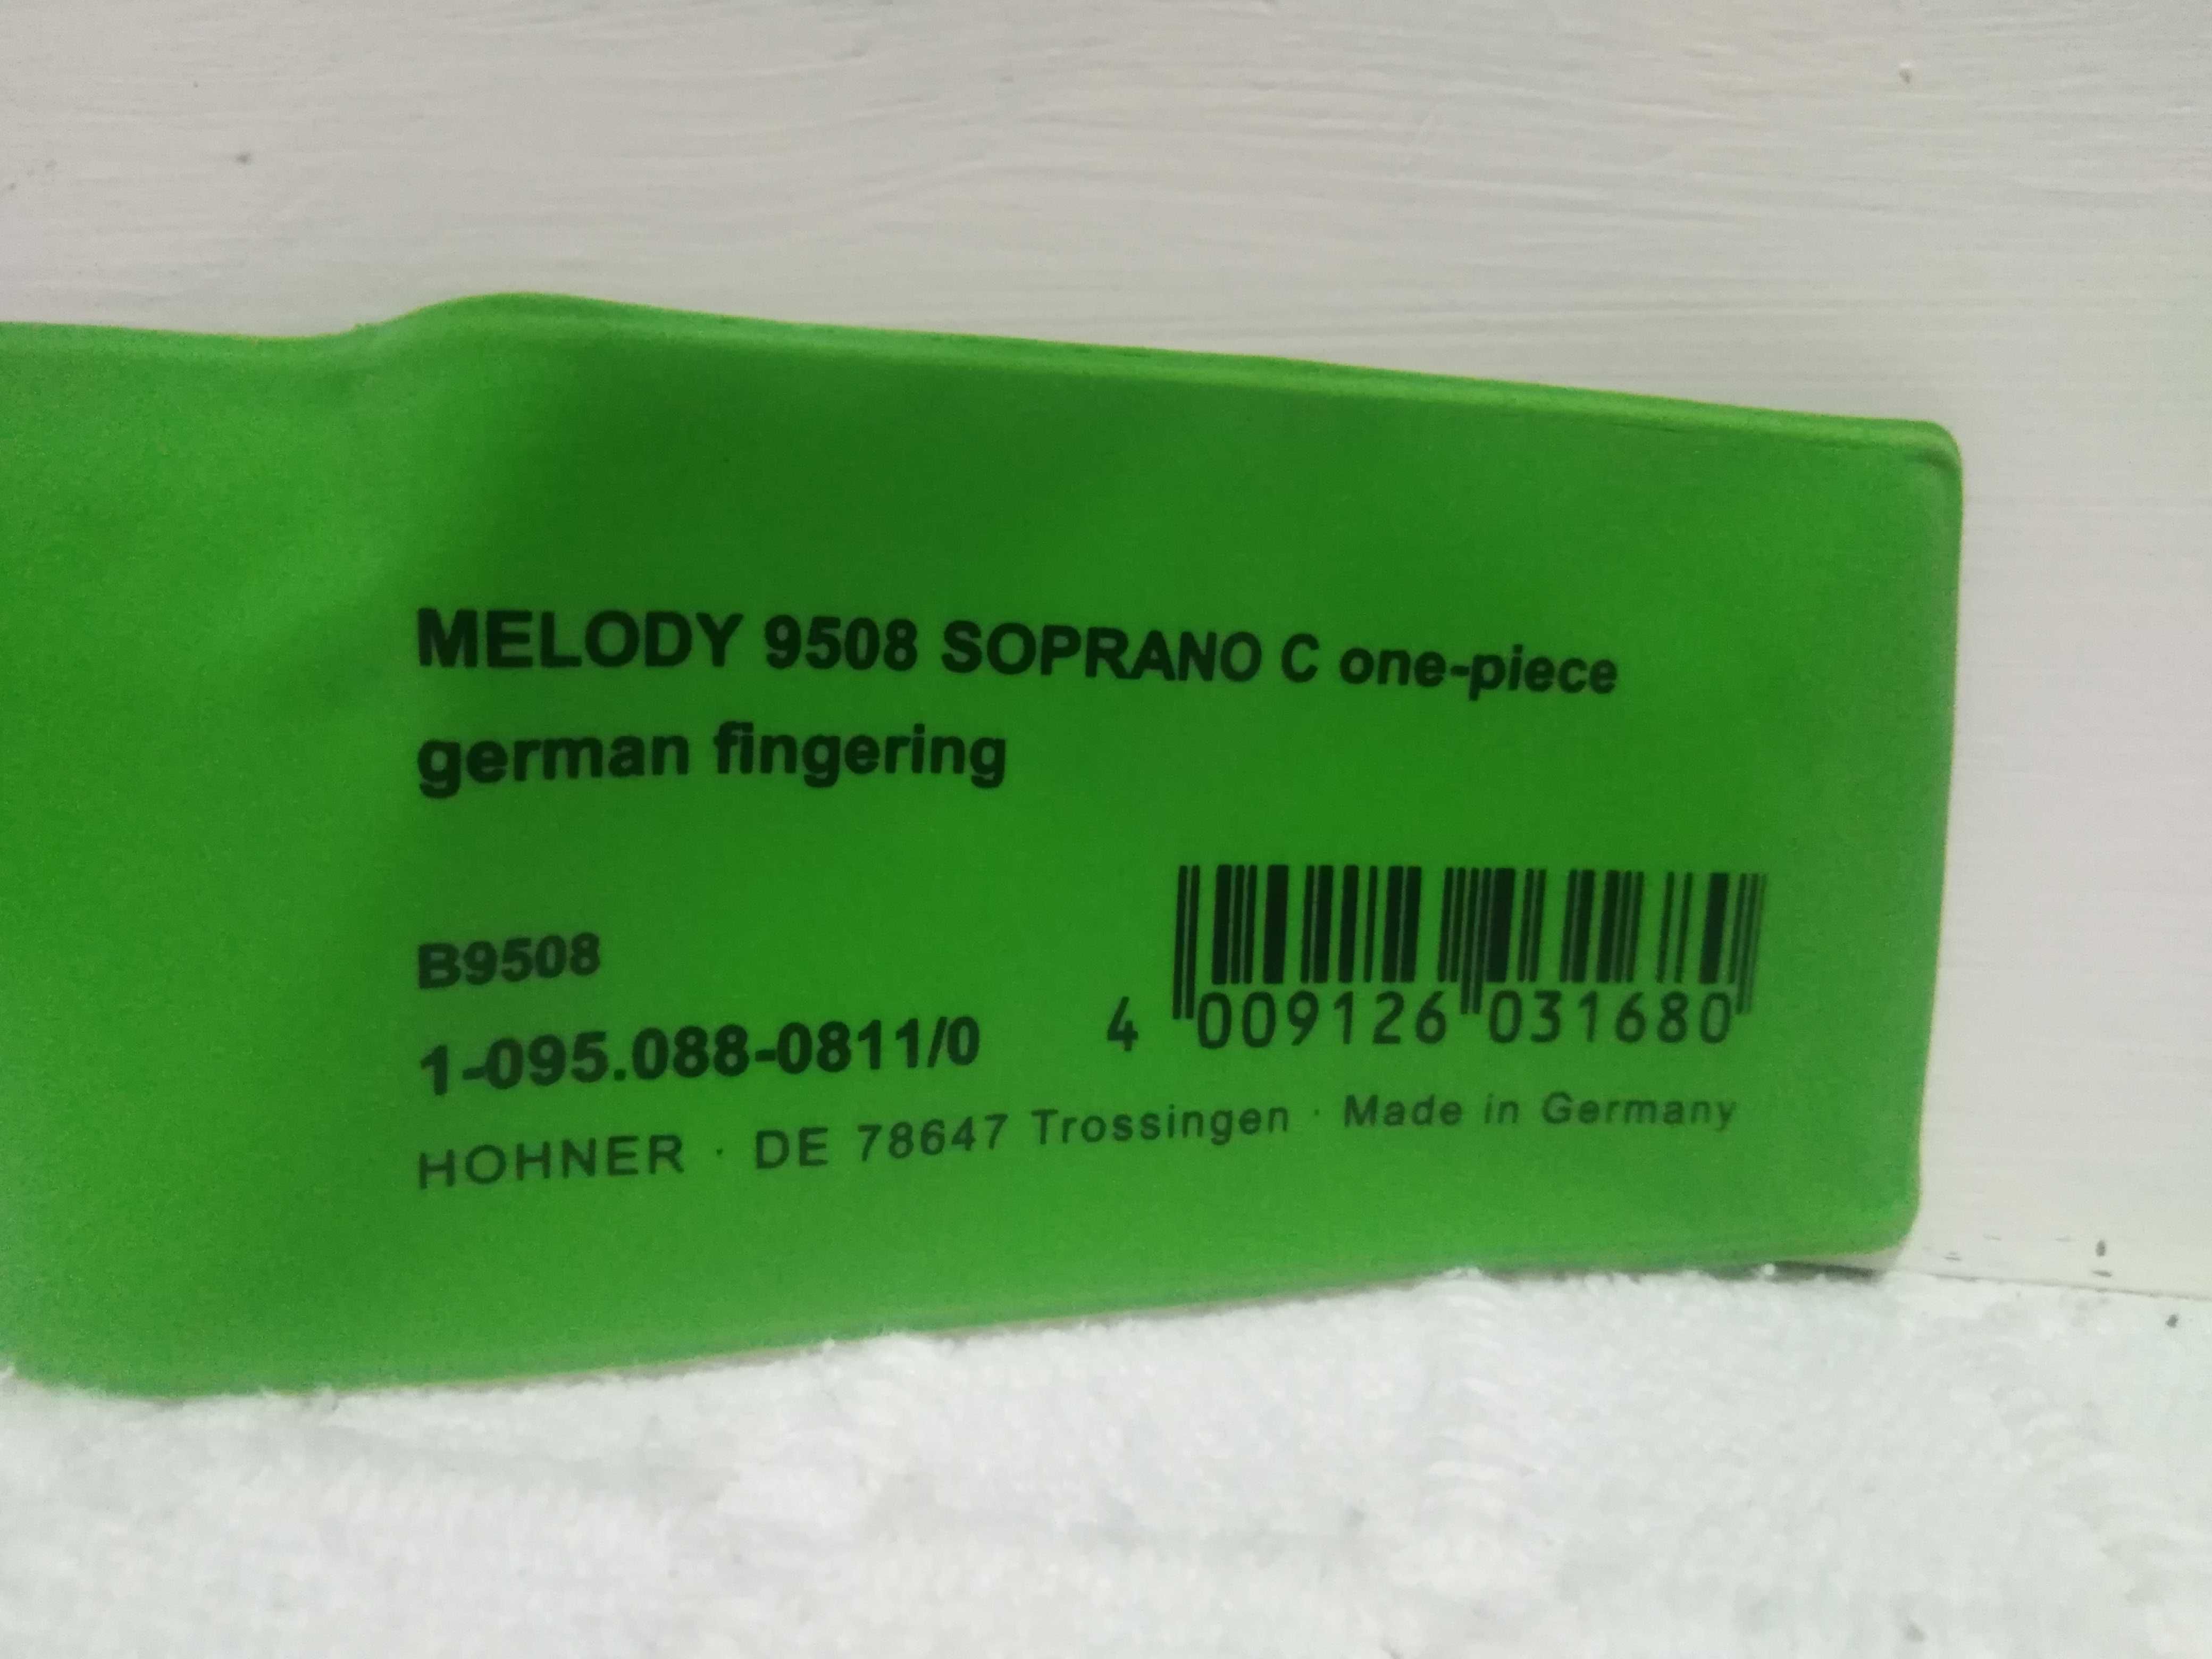 MELODY 9508 SOPRANO C one-piece
german fingering
B9508
1-095.088-0811/0
4 009126 031680
HOHNER · DE 78647 Trossingen · Made in Germany